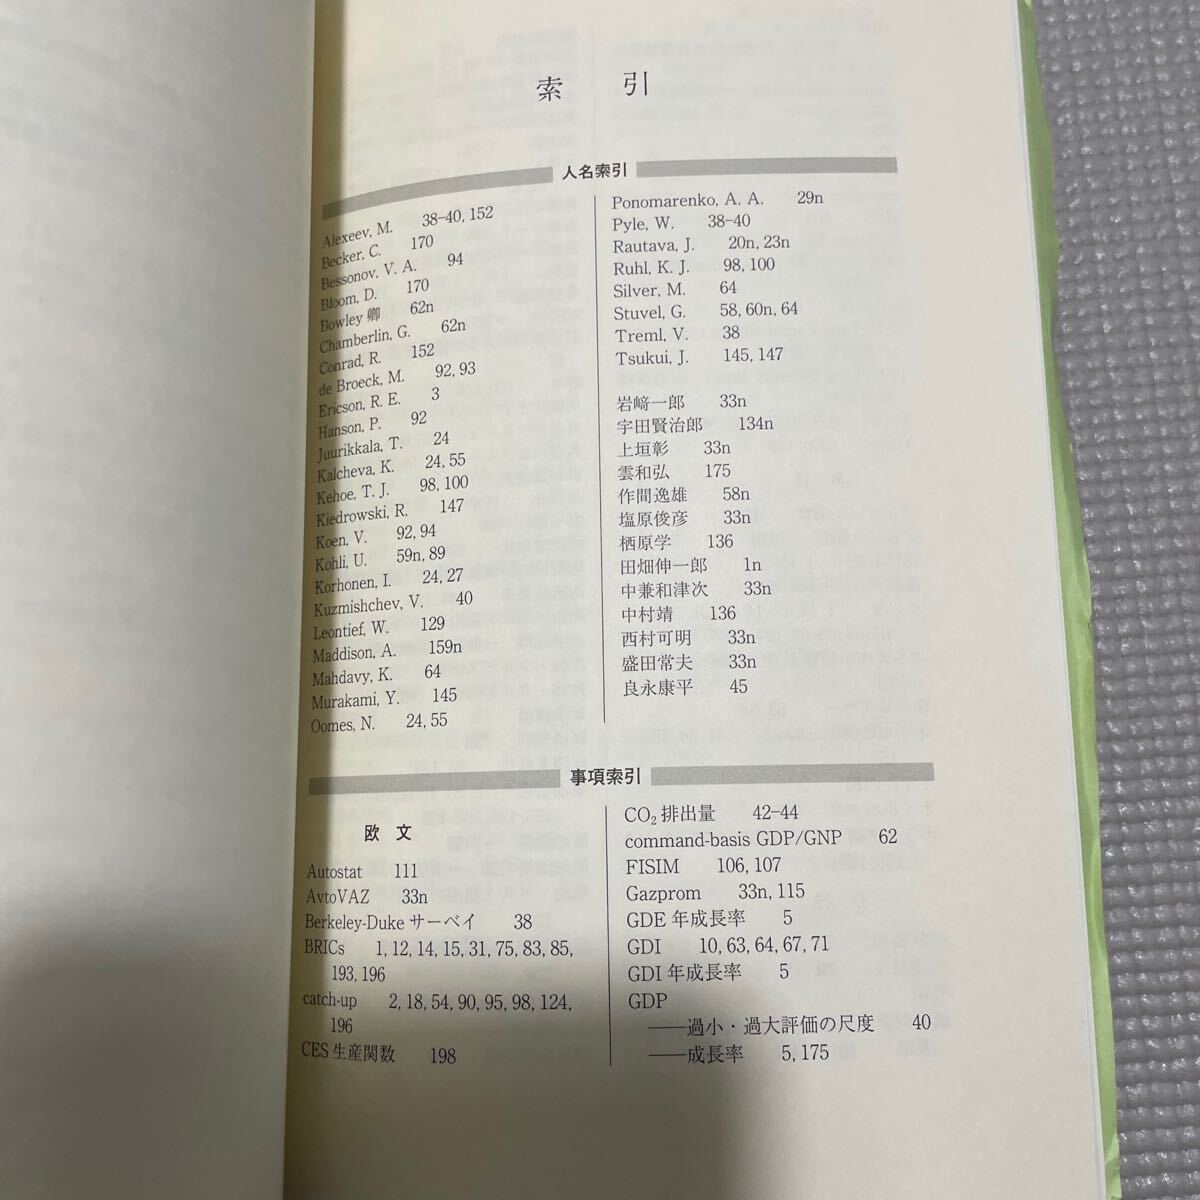 索 引
人名索引
Alexeev, M. 38-40, 152
Becker, C. 170
Bessonov, V. A. 94
Bloom, D. 170
Bowley 卿 62n
Chamberlin, G. 62n
Conrad, R. 152
de Broeck, M. 92, 93
Ericson, R. E. 3
Hanson, P. 92
Juurikkala, T. 24
Kalcheva, K. 24, 55
Kehoe, T. J. 98, 100
Kiedrowski, R. 147
Koen, V. 92, 94
Kohli, U. 59n, 89
Korhonen, I. 24, 27
Kuzmishchev, V. 40
Leontief, W. 129
Maddison, A. 159n
Mahdavy, K. 64
Murakami, Y. 145
Oomes, N. 24, 55
Ponomarenko, A. A. 29n
Pyle, W. 38-40
Rautava, J. 20n, 23n
Ruhl, K. J. 98, 100
Silver, M. 64
Stuvel, G. 58, 60n, 64
Treml, V. 38
Tsukui, J. 145, 147
岩﨑一郎 33n
宇田賢治郎 134n
上垣彰 33n
雲和弘 175
作間逸雄 58n
塩原俊彦 33n
栖原学 136
田畑伸一郎 1n
中兼和津次 33n
中村靖 136
西村可明 33n
盛田常夫 33n
良永康平 45
事項索引
欧 文
Autostat 111
AvtoVAZ 33n
Berkeley-Duke サーベイ 38
BRICs 1, 12, 14, 15, 31, 75, 83, 85,
193, 196
catch-up 2, 18, 54, 90, 95, 98, 124,
196
CES 生産関数 198
CO₂ 排出量 42-44
command-basis GDP/GNP 62
FISIM 106, 107
Gazprom 33n, 115
GDE 年成長率 5
GDI 10, 63, 64, 67, 71
GDI 年成長率 5
GDP
——過小・過大評価の尺度 40
——成長率 5, 175